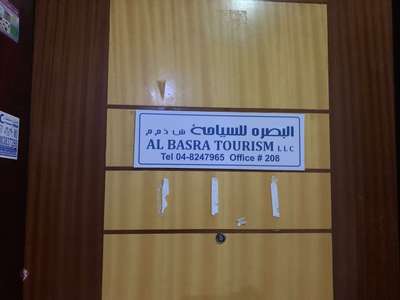 البصره للسياحة ش ذ م م
AL BASRA TOURISM L L C
Tel 04-8247965 Office # 208